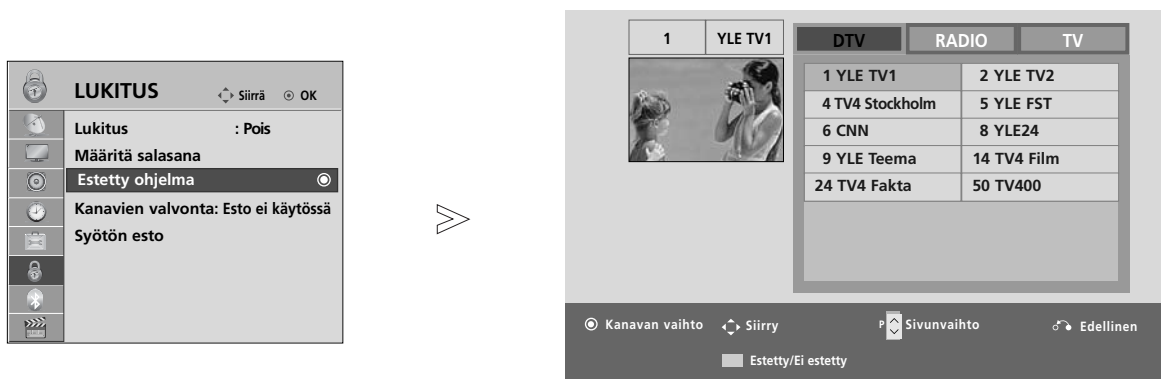 LUKITUS Siirrä OK
Lukitus : Pois
Määritä salasana
Estetty ohjelma
Kanavien valvonta: Esto ei käytössä
Syötön esto
1 YLE TV1
DTV RADIO TV
1 YLE TV1 2 YLE TV2
4 TV4 Stockholm 5 YLE FST
6 CNN 8 YLE24
9 YLE Teema 14 TV4 Film
24 TV4 Fakta 50 TV400
Kanavan vaihto Siirry P Sivunvaihto Edellinen
Estetty/Ei estetty